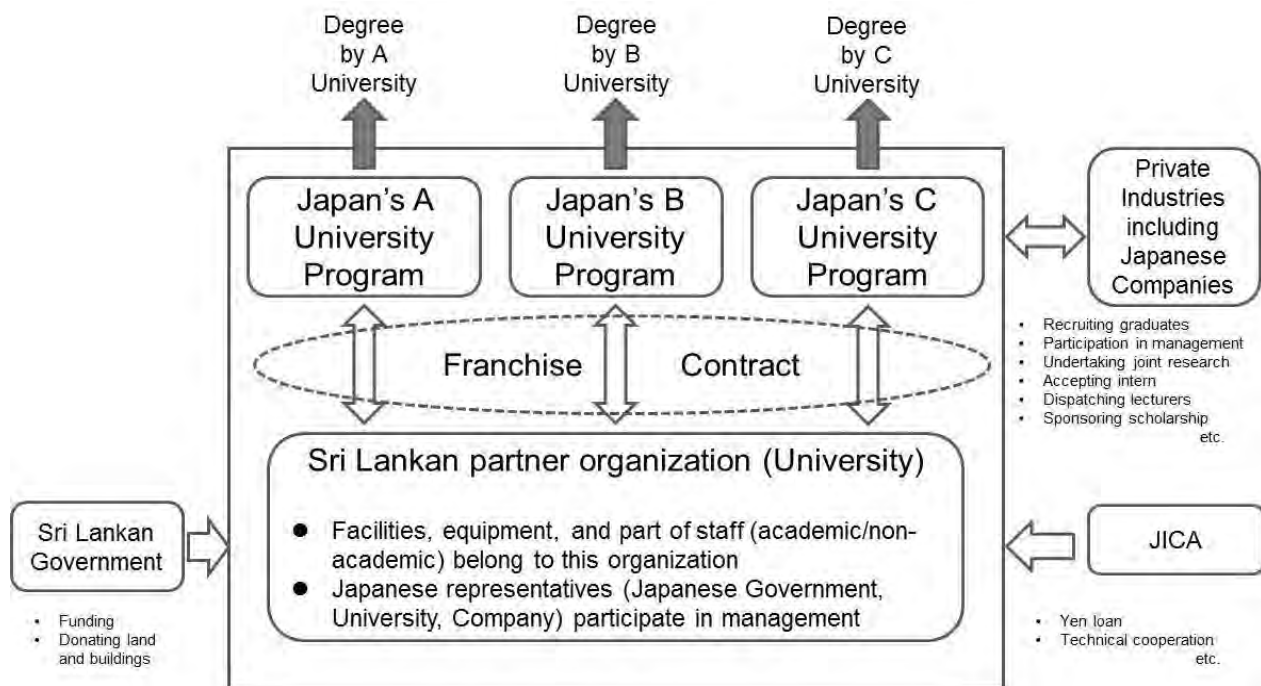 Degree
by A
University
Degree
by B
University
Degree
by C
University
Japan's A
University
Program
Japan's B
University
Program
Japan's C
University
Program
Private
Industries
including
Japanese
Companies
• Recruiting graduates
• Participation in management
• Undertaking joint research
• Accepting intern
• Dispatching lecturers
• Sponsoring scholarship
etc.
Franchise Contract
Sri Lankan partner organization (University)
● Facilities, equipment, and part of staff (academic/non-
academic) belong to this organization
● Japanese representatives (Japanese Government,
University, Company) participate in management
Sri Lankan
Government
• Funding
• Donating land
and buildings
JICA
• Yen loan
• Technical cooperation
etc.